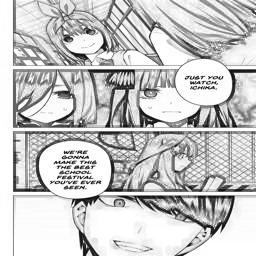 JUST YOU
WATCH,
ICHIKA.
WE'RE
GONNA
MAKE THIS
THE BEST
SCHOOL
FESTIVAL
YOU'VE EVER
SEEN.